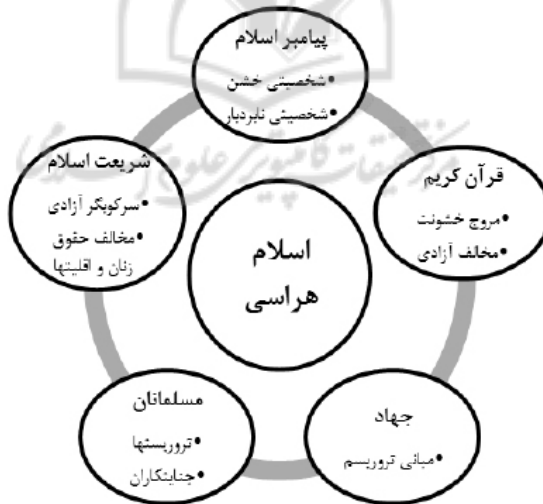 پیامبر اسلام
•شخصیتی خشن
•شخصیتی نابردبار
قرآن کریم
•مروج خشونت
•مخالف آزادی
جهاد
•مبانی تروریسم
مسلمانان
•تروریستها
•جنایتکاران
شریعت اسلام
•سرکوبگر آزادی
•مخالف حقوق
زنان و اقلیتها
اسلام
هراسی